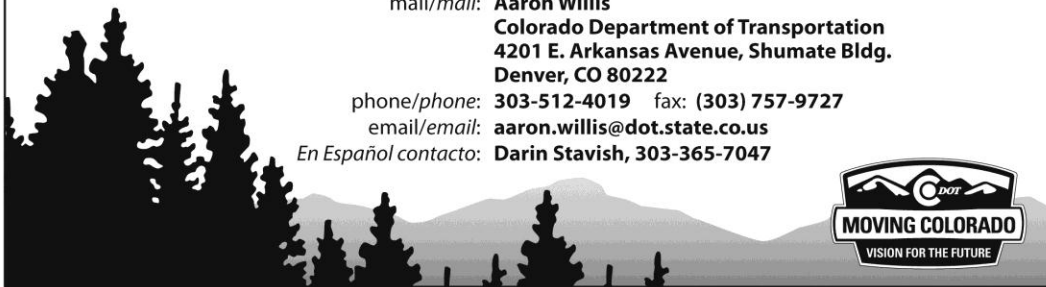 mail/mail: Aaron Willis
Colorado Department of Transportation
4201 E. Arkansas Avenue, Shumate Bldg.
Denver, CO 80222
phone/phone: 303-512-4019 fax: (303) 757-9727
email/email: aaron.willis@dot.state.co.us
En Español contacto: Darin Stavish, 303-365-7047
C DOT
MOVING COLORADO
VISION FOR THE FUTURE